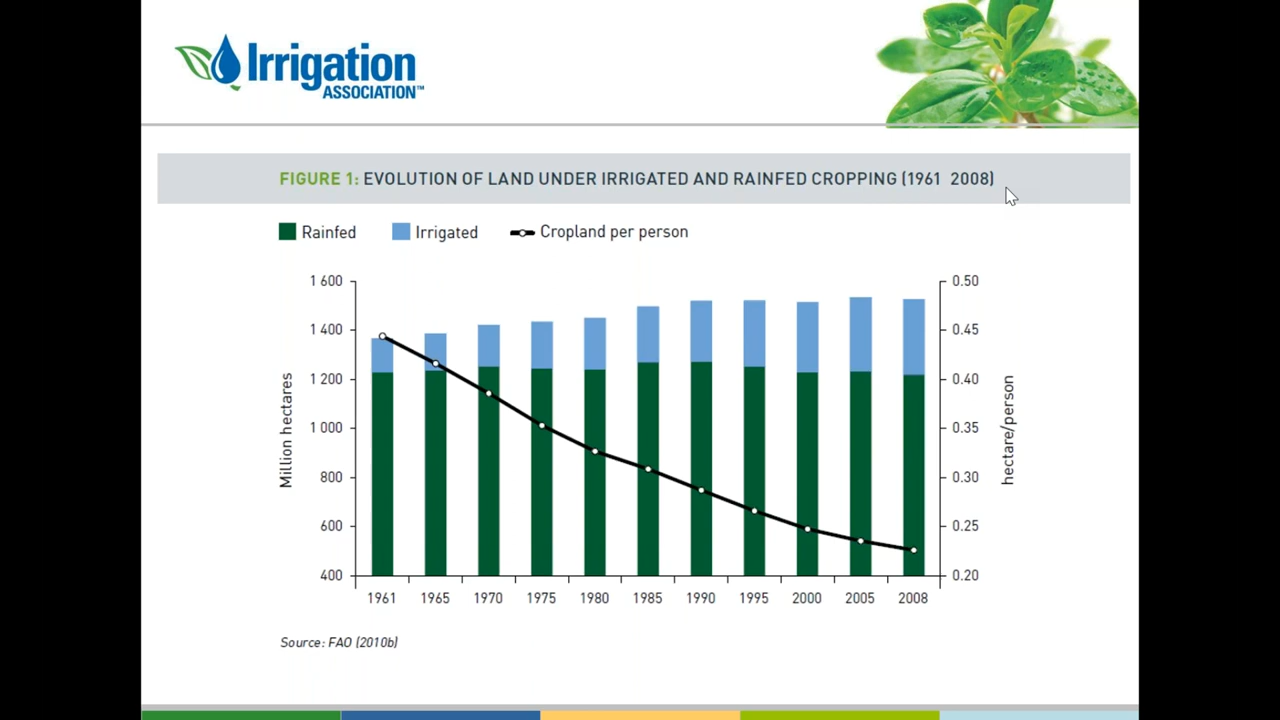 Irrigation
ASSOCIATION™
FIGURE 1: EVOLUTION OF LAND UNDER IRRIGATED AND RAINFED CROPPING (1961 2008)
Rainfed Irrigated Cropland per person
1 600
1 400
1 200
1 000
800
600
400
Million hectares
0.50
0.45
0.40
0.35
0.30
0.25
0.20
hectare/person
1961 1965 1970 1975 1980 1985 1990 1995 2000 2005 2008
Source: FAO (2010b)